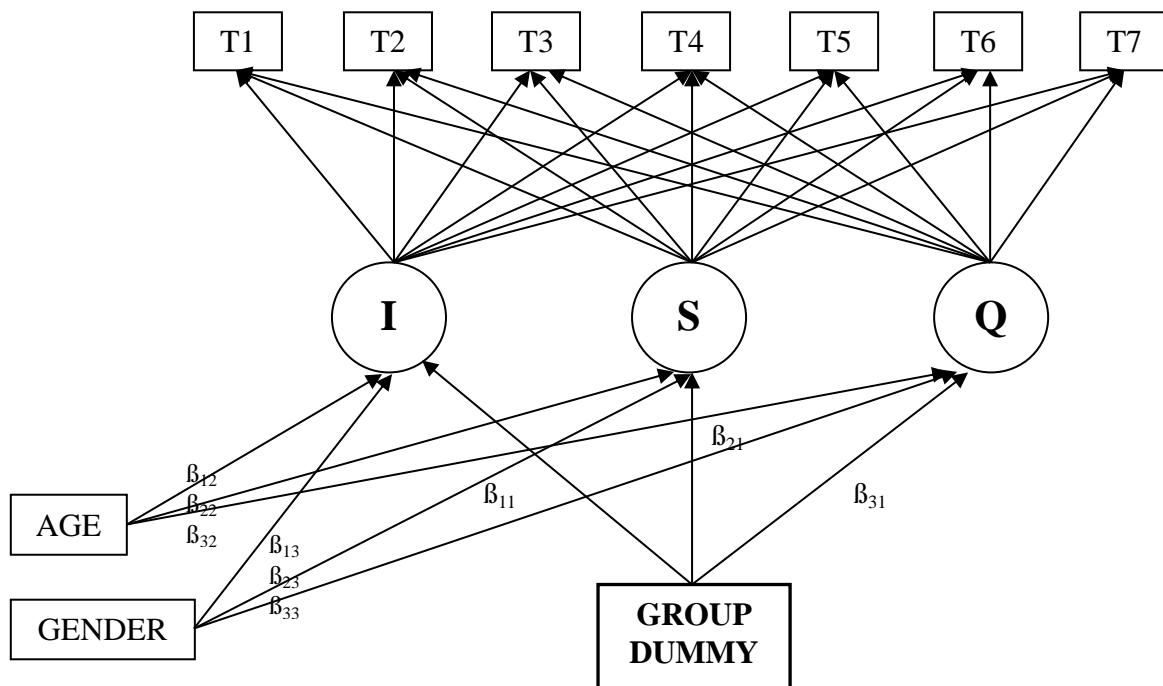 T1 T2 T3 T4 T5 T6 T7
I S Q
ß21
ß12
ß11 ß31
ß22
AGE
ß32
ß13
ß23
ß33
GENDER
GROUP
DUMMY